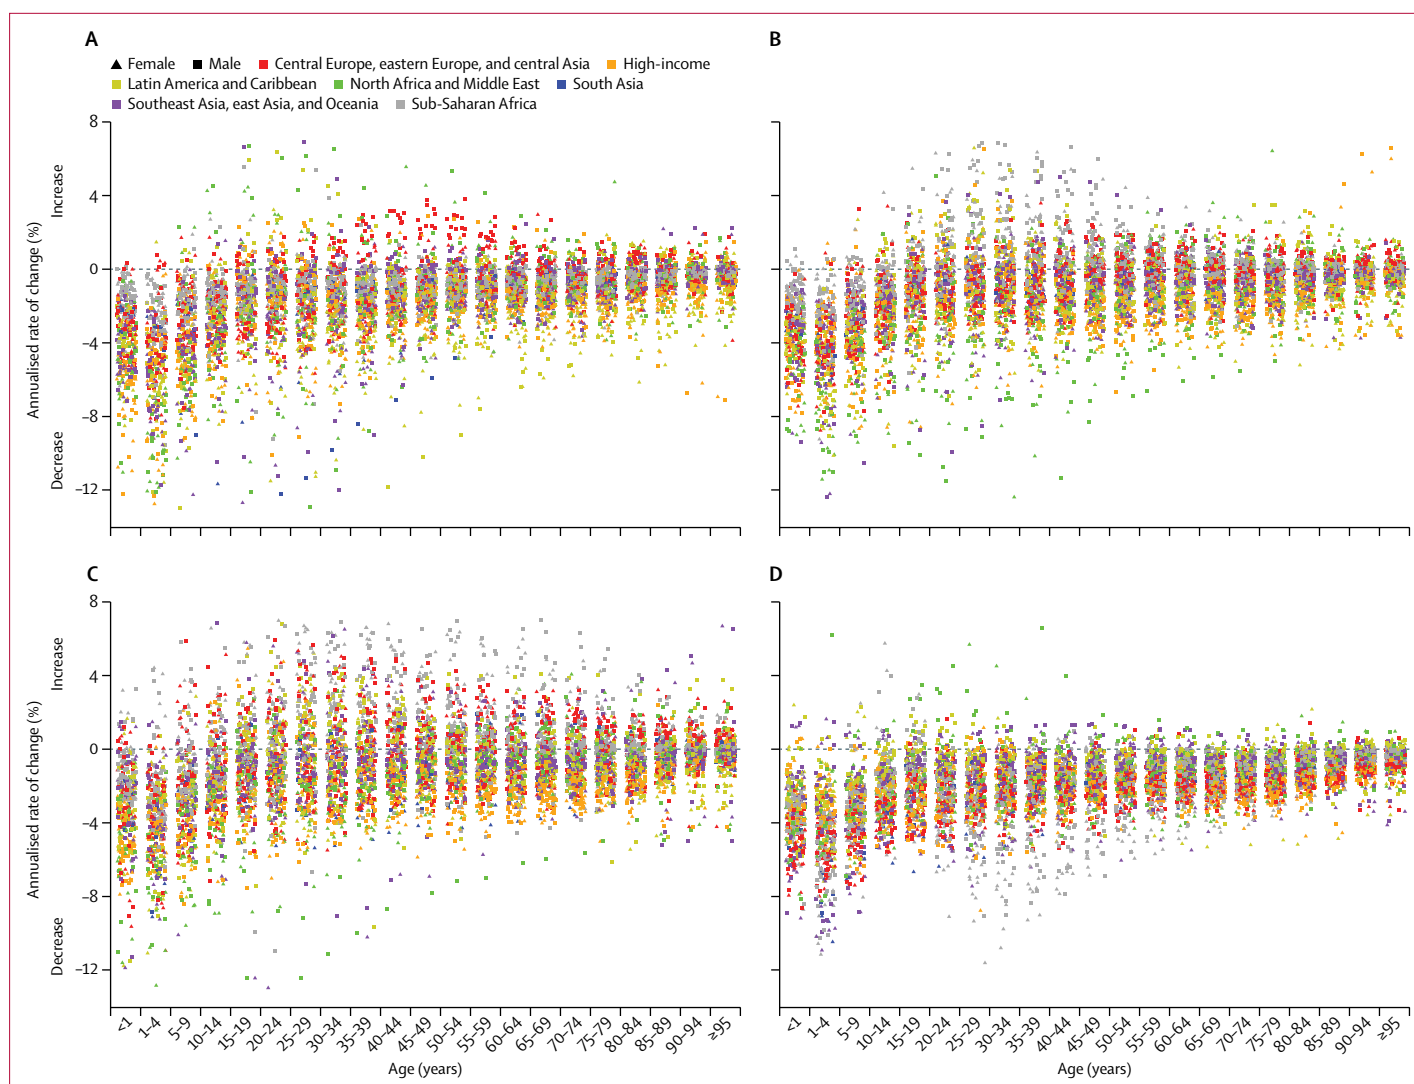 A
B
Female Male Central Europe, eastern Europe, and central Asia High-income
Latin America and Caribbean North Africa and Middle East South Asia
Southeast Asia, east Asia, and Oceania Sub-Saharan Africa
8
4
0
–4
–8
–12
Increase
Annualised rate of change (%)
Decrease
C
D
8
4
0
–4
–8
–12
Increase
Annualised rate of change (%)
Decrease
<1 1–4 5–9 10–14 15–19 20–24 25–29 30–34 35–39 40–44 45–49 50–54 55–59 60–64 65–69 70–74 75–79 80–84 85–89 90–94 ≥95
<1 1–4 5–9 10–14 15–19 20–24 25–29 30–34 35–39 40–44 45–49 50–54 55–59 60–64 65–69 70–74 75–79 80–84 85–89 90–94 ≥95
Age (years)
Age (years)